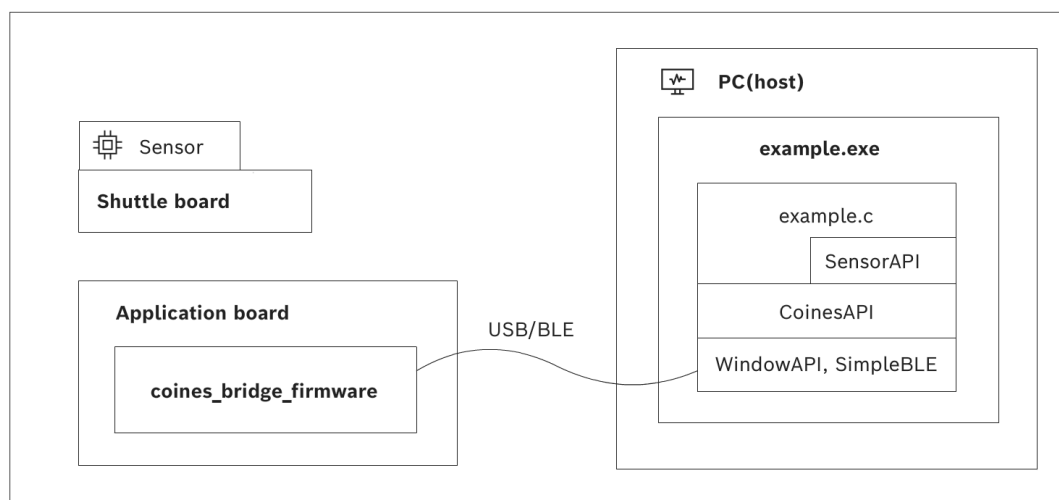 Sensor
Shuttle board
Application board
coines_bridge_firmware
USB/BLE
PC(host)
example.exe
example.c
SensorAPI
CoinesAPI
WindowAPI, SimpleBLE